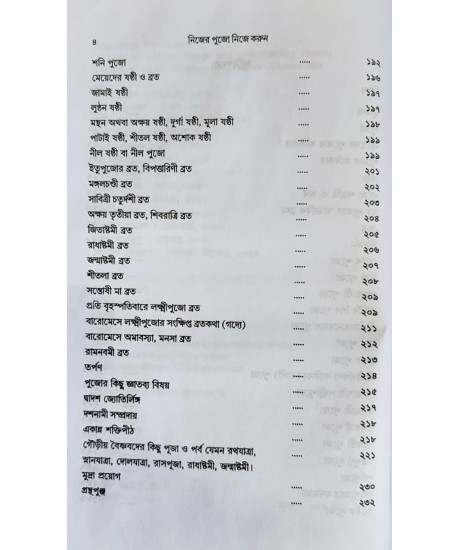 ৪ নিজের পুজো নিজে করুন
শনি পুজো ..... ১৯২
মেয়েদের ষষ্ঠী ও ব্রত ..... ১৯৬
জামাই ষষ্ঠী ..... ১৯৭
লুণ্ঠন ষষ্ঠী ..... ১৯৭
মন্থন অথবা অক্ষয় ষষ্ঠী, দুর্গা ষষ্ঠী, মূলা ষষ্ঠী ..... ১৯৮
পাটাই ষষ্ঠী, শীতল ষষ্ঠী, অশোক ষষ্ঠী ..... ১৯৯
নীল ষষ্ঠী বা নীল পুজো ..... ১৯৯
ইতুপুজোর ব্রত, বিপত্তারিণী ব্রত ..... ২০১
মঙ্গলচণ্ডী ব্রত ..... ২০২
সাবিত্রী চতুর্দশী ব্রত ..... ২০৩
অক্ষয় তৃতীয়া ব্রত, শিবরাত্রি ব্রত ..... ২০৪
জিতাষ্টমী ব্রত ..... ২০৫
রাধাষ্টমী ব্রত ..... ২০৬
জন্মাষ্টমী ব্রত ..... ২০৭
শীতলা ব্রত ..... ২০৮
সন্তোষী মা ব্রত ..... ২০৯
প্রতি বৃহস্পতিবারে লক্ষ্মীপুজো ব্রত ..... ২০৯
বারোমেসে লক্ষ্মীপুজোর সংক্ষিপ্ত ব্রতকথা (গদ্যে) ..... ২১১
বারোমেসে অমাবস্যা, মনসা ব্রত ..... ২১২
রামনবমী ব্রত ..... ২১৩
তর্পণ ..... ২১৪
পুজোর কিছু জ্ঞাতব্য বিষয় ..... ২১৫
দ্বাদশ জ্যোতির্লিঙ্গ ..... ২১৭
দশনামী সম্প্রদায় ..... ২১৮
একান্ন শক্তিপীঠ ..... ২১৮
গৌড়ীয় বৈষ্ণবদের কিছু পূজা ও পর্ব যেমন রথযাত্রা, ..... ২২১
স্নানযাত্রা, দোলযাত্রা, রাসপূজা, রাধাষ্টমী, জন্মাষ্টমী।
মুদ্রা প্রয়োগ ..... ২৩০
গ্রন্থপুঞ্জ ..... ২৩২